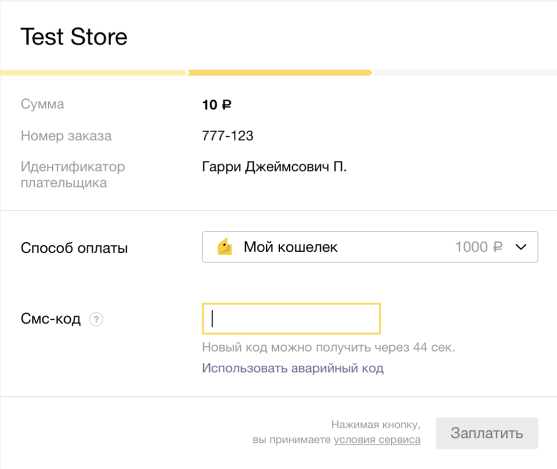 Test Store
Сумма 10 ₽
Номер заказа 777-123
Идентификатор Гарри Джеймсович П.
плательщика
Способ оплаты Мой кошелек 1000 ₽
Смс-код ?
Новый код можно получить через 44 сек.
Использовать аварийный код
Нажимая кнопку,
вы принимаете условия сервиса
Заплатить